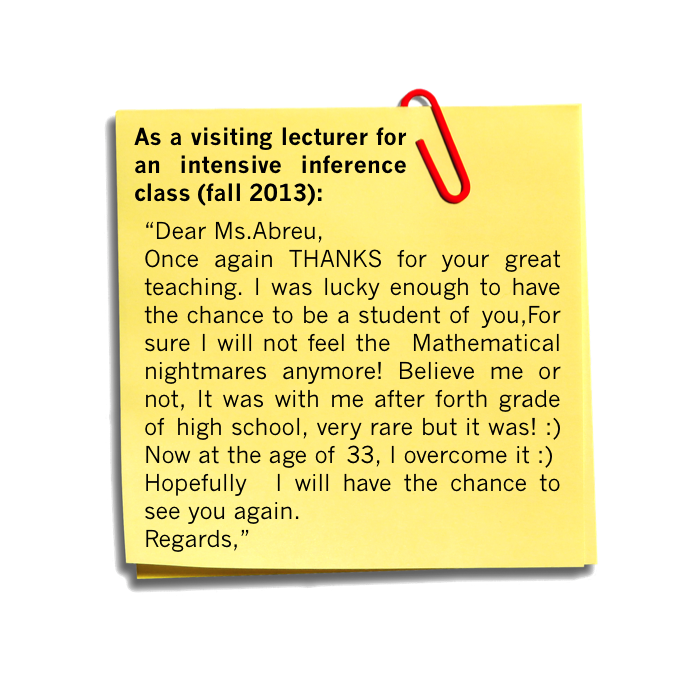 As a visiting lecturer for
an intensive inference
class (fall 2013):
“Dear Ms.Abreu,
Once again THANKS for your great
teaching. I was lucky enough to have
the chance to be a student of you,For
sure I will not feel the Mathematical
nightmares anymore! Believe me or
not, It was with me after forth grade
of high school, very rare but it was! :)
Now at the age of 33, I overcome it :)
Hopefully I will have the chance to
see you again.
Regards,”